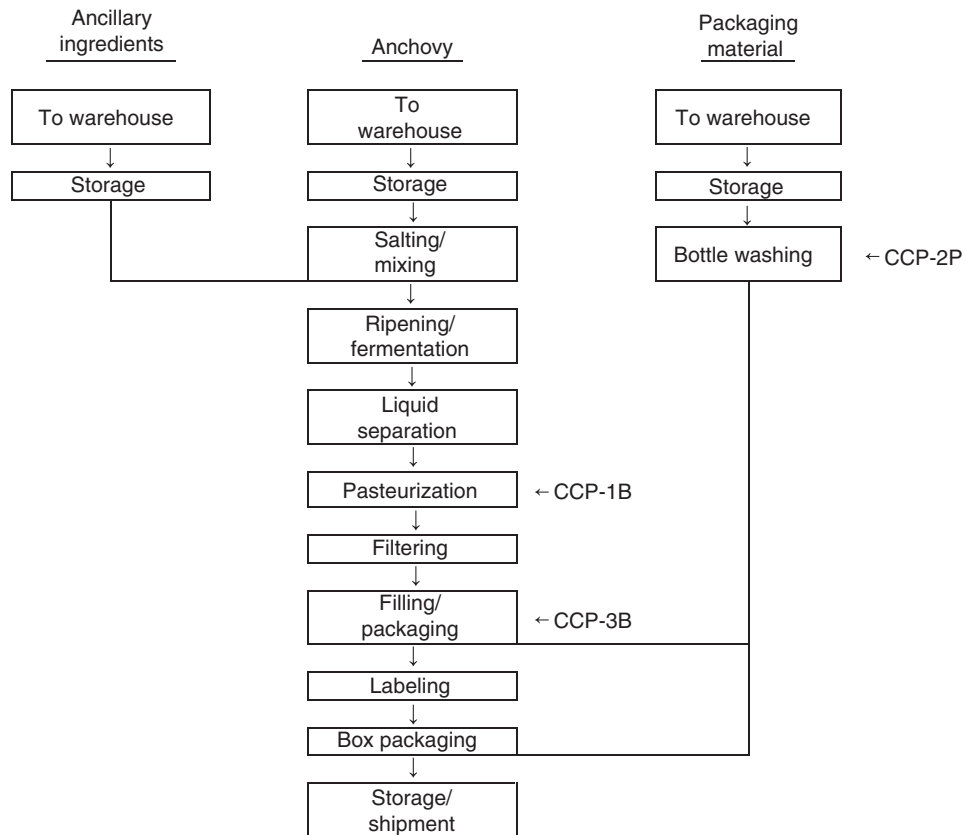 Ancillary
ingredients
Anchovy
Packaging
material
To warehouse
To
warehouse
To warehouse
Storage
Storage
Storage
Salting/
mixing
Bottle washing
← CCP-2P
Ripening/
fermentation
Liquid
separation
Pasteurization
← CCP-1B
Filtering
Filling/
packaging
← CCP-3B
Labeling
Box packaging
Storage/
shipment